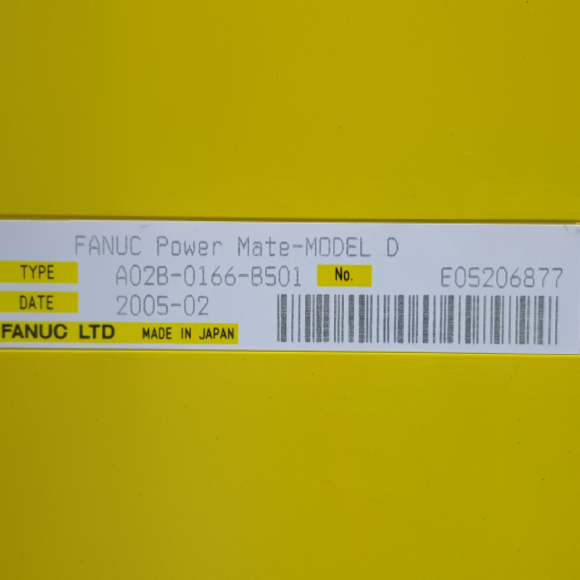 FANUC Power Mate-MODEL D
TYPE A02B-0166-B501 No. E05206877
DATE 2005-02
FANUC LTD MADE IN JAPAN